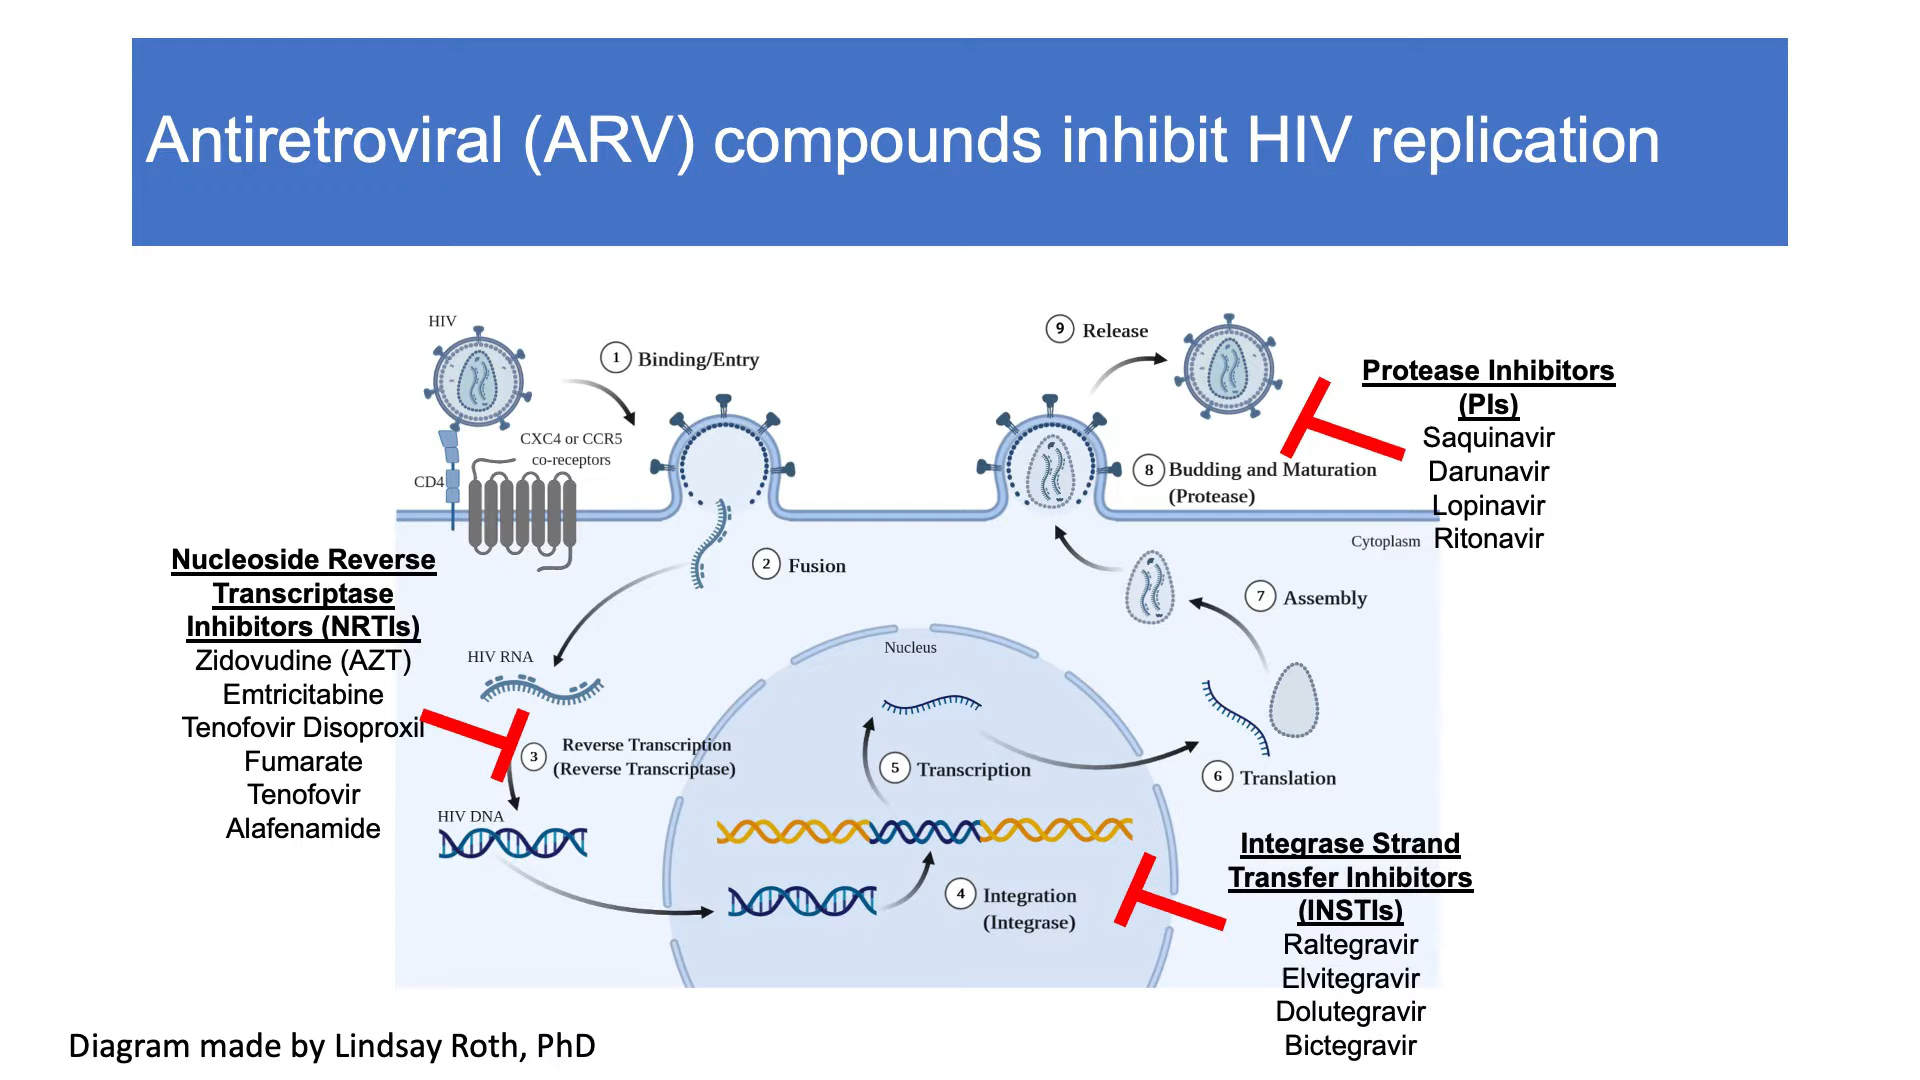 Antiretroviral (ARV) compounds inhibit HIV replication
HIV
1 Binding/Entry
CXC4 or CCR5
co-receptors
CD4
2 Fusion
HIV RNA
3 Reverse Transcription
(Reverse Transcriptase)
HIV DNA
Nucleus
4 Integration
(Integrase)
5 Transcription
6 Translation
7 Assembly
Cytoplasm
8 Budding and Maturation
(Protease)
9 Release
Nucleoside Reverse
Transcriptase
Inhibitors (NRTIs)
Zidovudine (AZT)
Emtricitabine
Tenofovir Disoproxil
Fumarate
Tenofovir
Alafenamide
Protease Inhibitors
(PIs)
Saquinavir
Darunavir
Lopinavir
Ritonavir
Integrase Strand
Transfer Inhibitors
(INSTIs)
Raltegravir
Elvitegravir
Dolutegravir
Bictegravir
Diagram made by Lindsay Roth, PhD